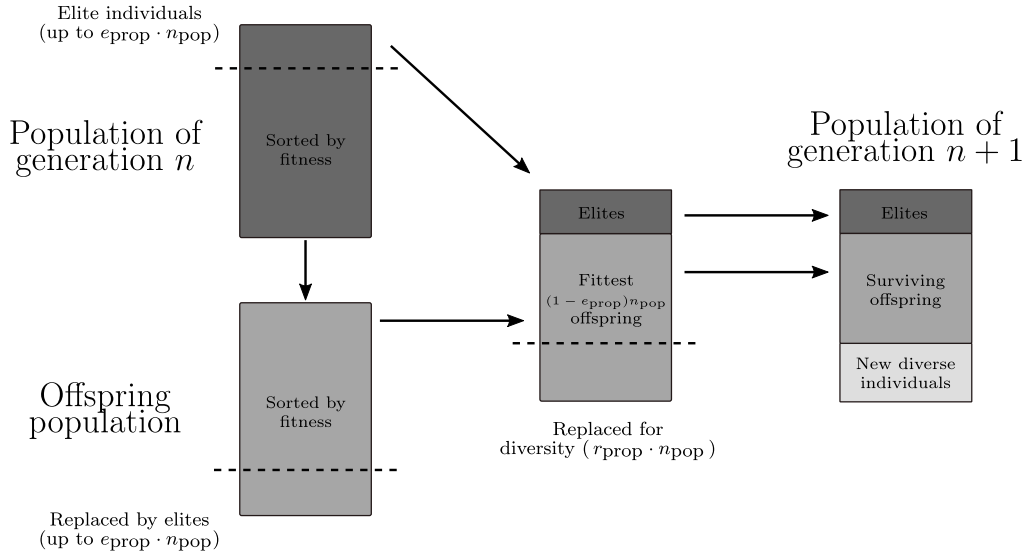 Elite individuals
(up to e_prop · n_pop)
Population of
generation n
Sorted by
fitness
Offspring
population
Sorted by
fitness
Replaced by elites
(up to e_prop · n_pop)
Elites
Fittest
(1 − e_prop)n_pop
offspring
Replaced for
diversity (r_prop · n_pop)
Population of
generation n + 1
Elites
Surviving
offspring
New diverse
individuals